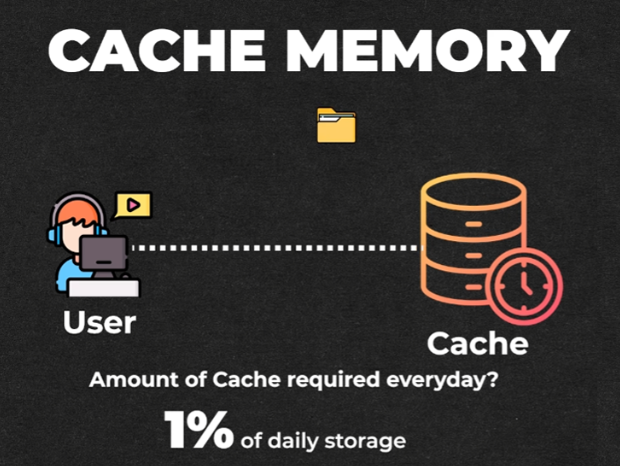 CACHE MEMORY
User
Cache
Amount of Cache required everyday?
1% of daily storage